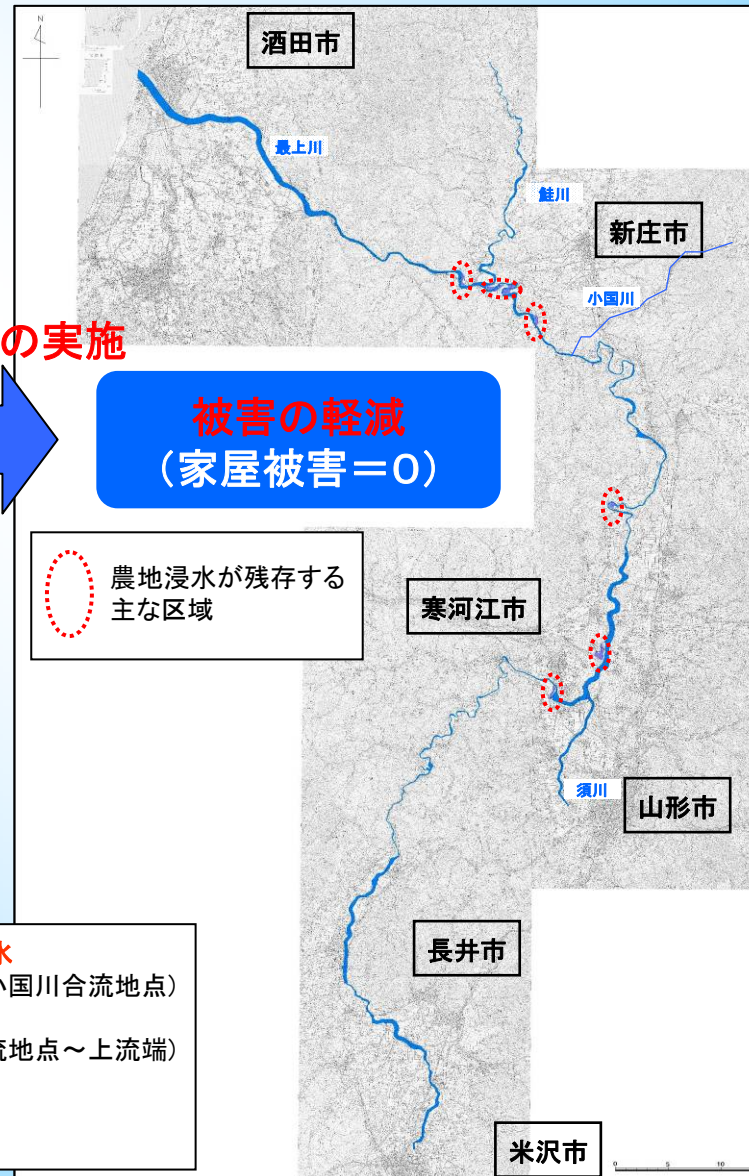 N
酒田市
最上川
鮭川
新庄市
小国川
の実施
被害の軽減
(家屋被害=0)
農地浸水が残存する
主な区域
寒河江市
須川
山形市
長井市
水
小国川合流地点)
流地点~上流端)
米沢市
0 5 10